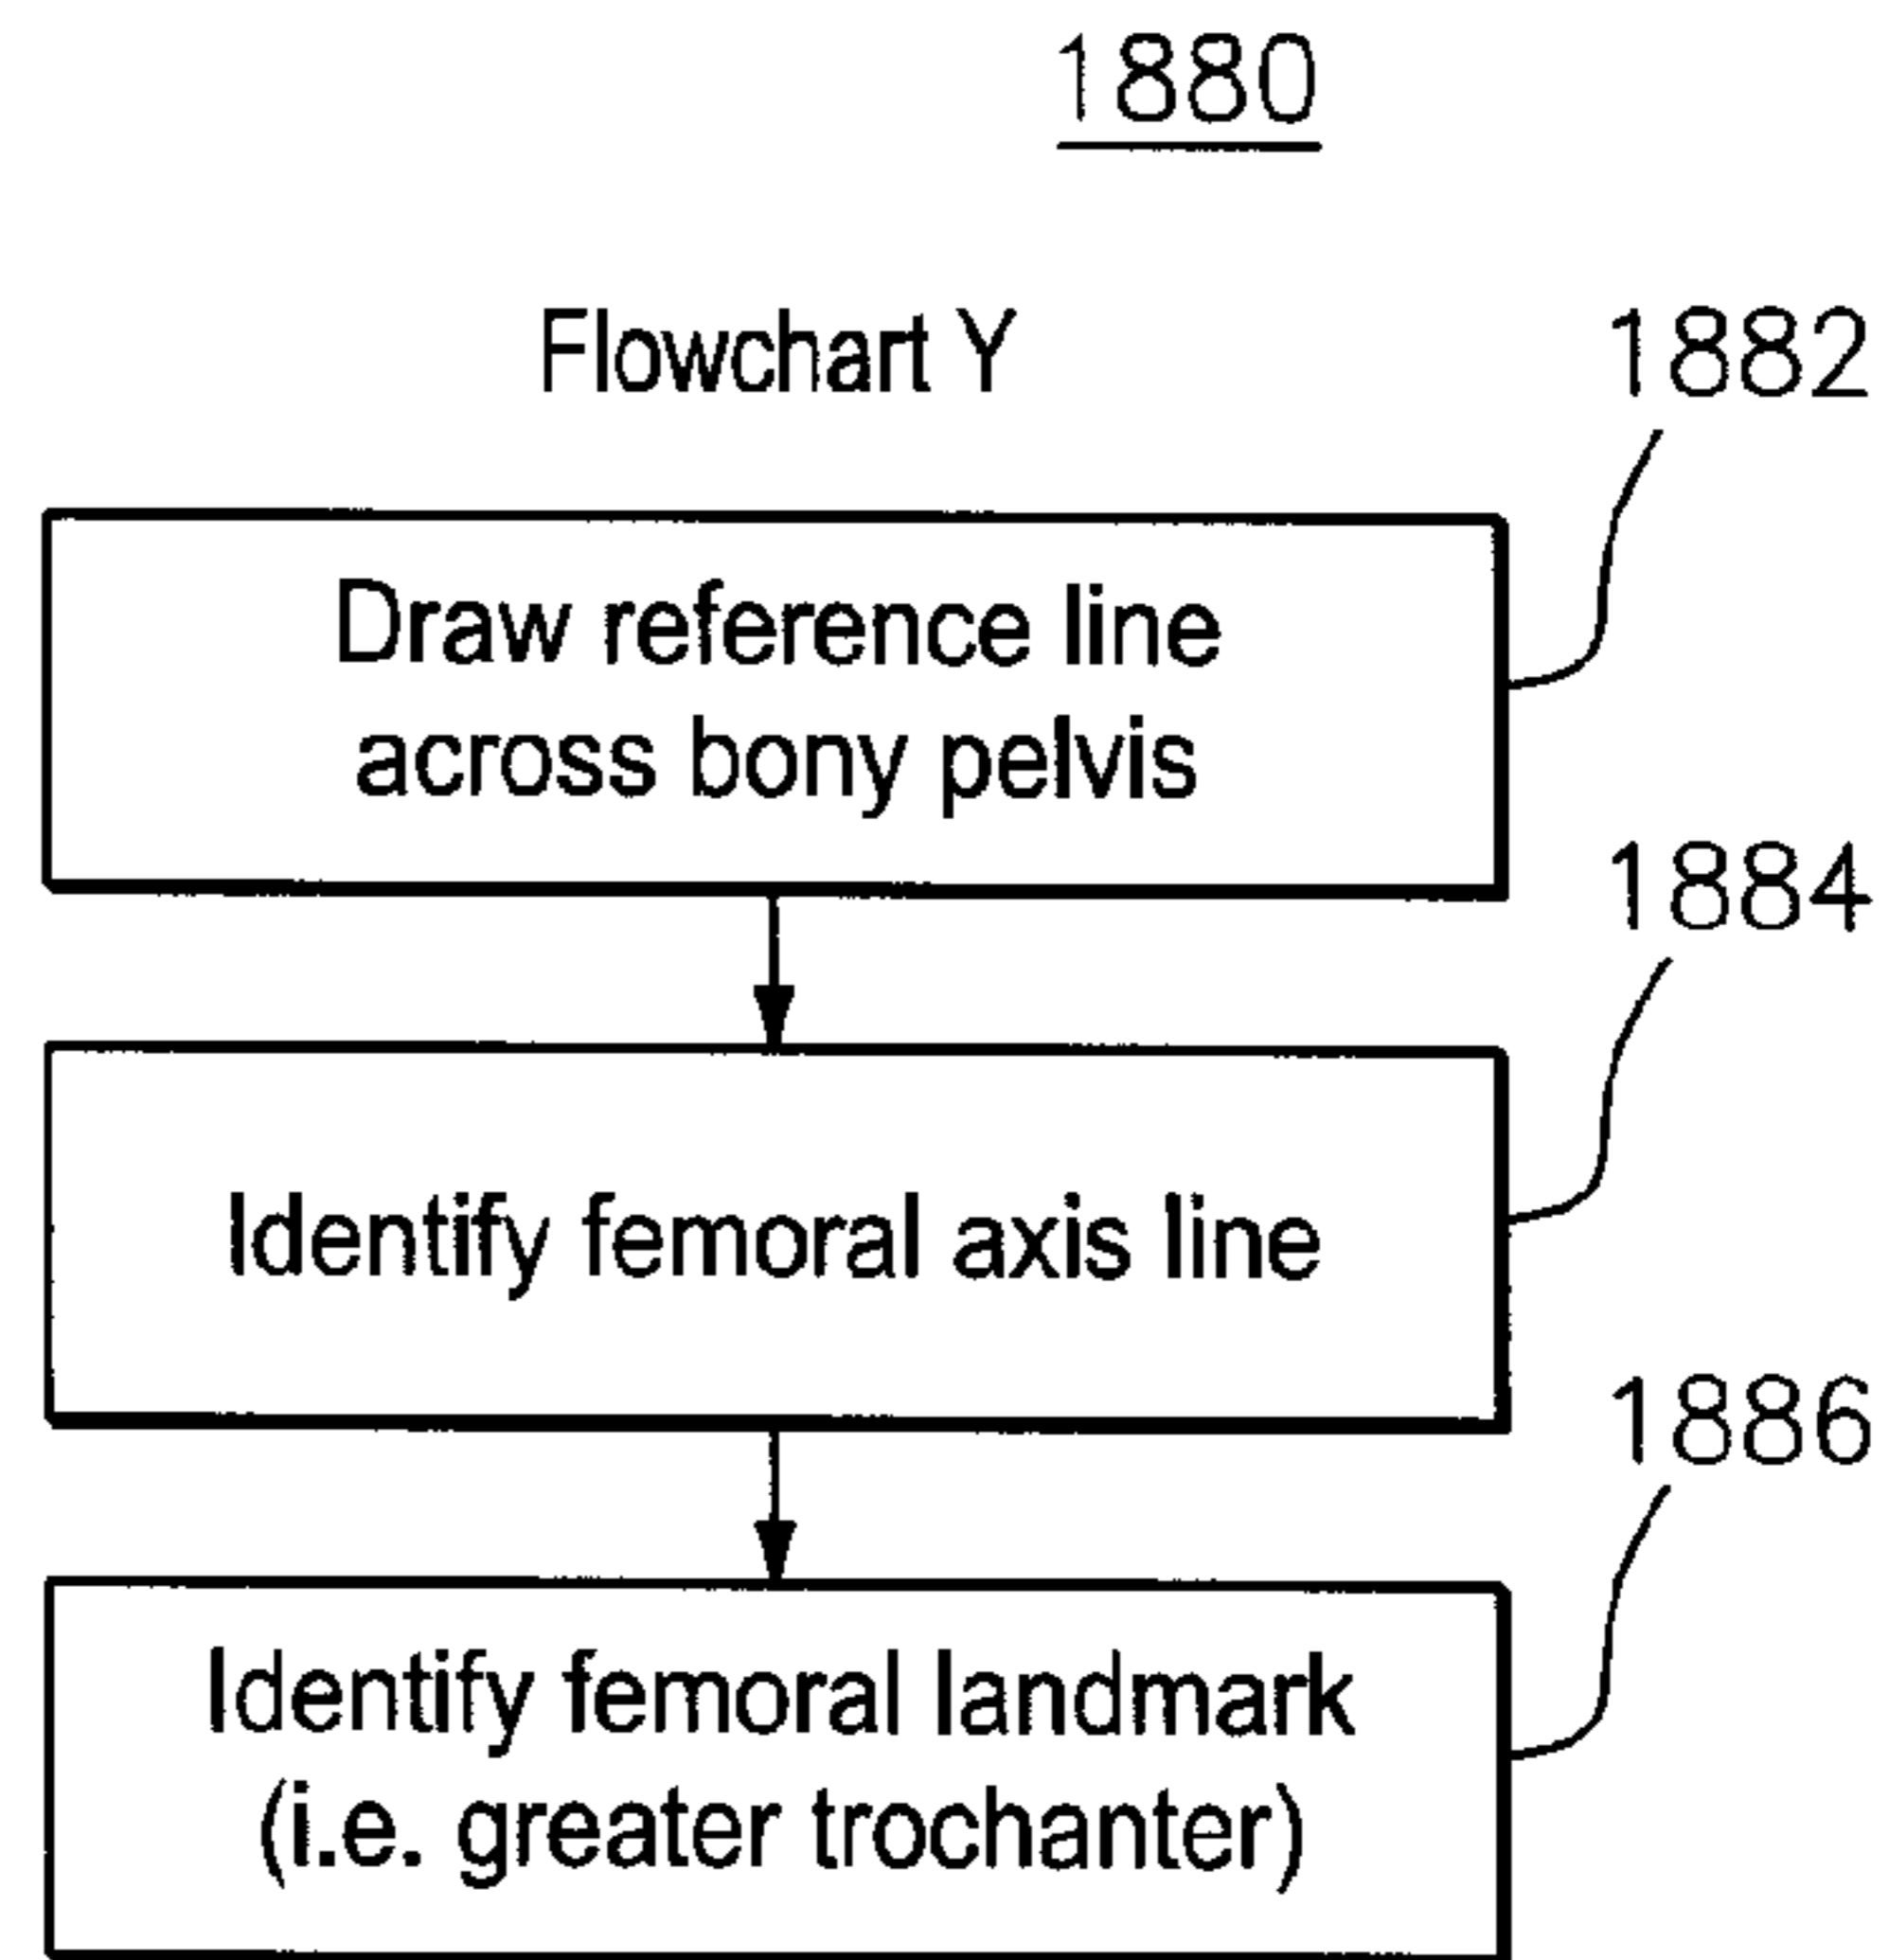 1880
Flowchart Y
1882
Draw reference line
across bony pelvis
1884
Identify femoral axis line
1886
Identify femoral landmark
(i.e. greater trochanter)